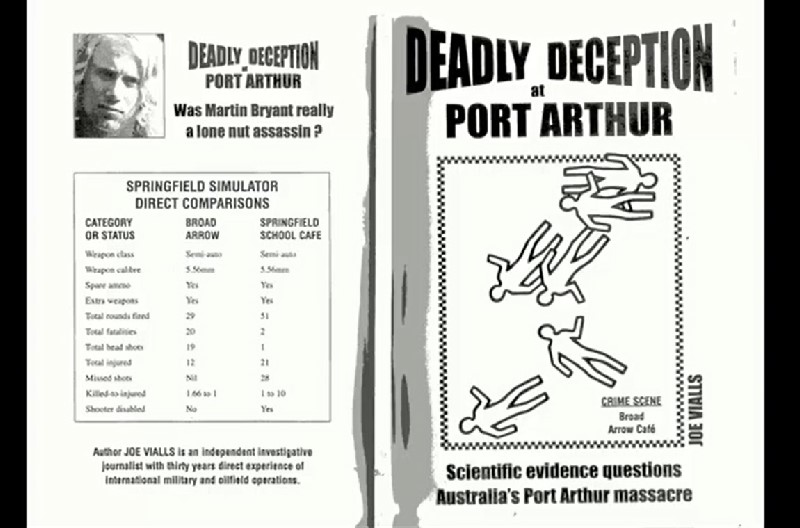 DEADLY DECEPTION
at
PORT ARTHUR
Was Martin Bryant really
a lone nut assassin ?
SPRINGFIELD SIMULATOR
DIRECT COMPARISONS
CATEGORY OR STATUS BROAD ARROW SPRINGFIELD SCHOOL CAFE
Weapon class Semi-auto Semi-auto
Weapon calibre 5.56mm 5.56mm
Spare ammo Yes Yes
Extra weapons Yes Yes
Total rounds fired 29 51
Total fatalities 20 2
Total head shots 19 1
Total injured 12 21
Missed shots Nil 28
Killed-to-injured 1.66 to 1 1 to 10
Shooter disabled No Yes
Author JOE VIALLS is an independent investigative
journalist with thirty years direct experience of
international military and oilfield operations.
DEADLY DECEPTION
at
PORT ARTHUR
CRIME SCENE
Broad
Arrow Café
JOE VIALLS
Scientific evidence questions
Australia's Port Arthur massacre